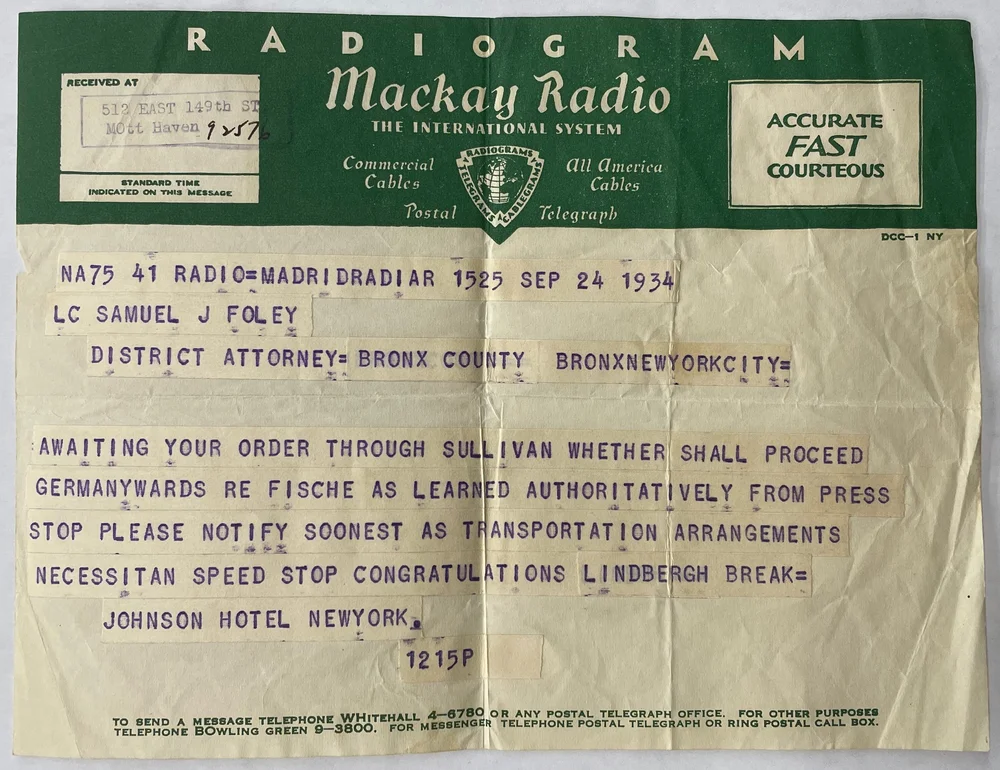 RADIOGRAM
RECEIVED AT
512 EAST 149th ST
MOtt Haven 92576
STANDARD TIME
INDICATED ON THIS MESSAGE
Mackay Radio
THE INTERNATIONAL SYSTEM
Commercial Cables
All America Cables
RADIOGRAMS
TELEGRAMS
CABLEGRAMS
Postal Telegraph
ACCURATE
FAST
COURTEOUS
DCC—1 NY
NA75 41 RADIO=MADRIDRADIAR 1525 SEP 24 1934
LC SAMUEL J FOLEY
DISTRICT ATTORNEY= BRONX COUNTY BRONXNEWYORKCITY=
AWAITING YOUR ORDER THROUGH SULLIVAN WHETHER SHALL PROCEED
GERMANYWARDS RE FISCHE AS LEARNED AUTHORITATIVELY FROM PRESS
STOP PLEASE NOTIFY SOONEST AS TRANSPORTATION ARRANGEMENTS
NECESSITAN SPEED STOP CONGRATULATIONS LINDBERGH BREAK=
JOHNSON HOTEL NEWYORK.
1215P
TO SEND A MESSAGE TELEPHONE WHITEHALL 4—6780 OR ANY POSTAL TELEGRAPH OFFICE. FOR OTHER PURPOSES
TELEPHONE BOWLING GREEN 9—3800. FOR MESSENGER TELEPHONE POSTAL TELEGRAPH OR RING POSTAL CALL BOX.